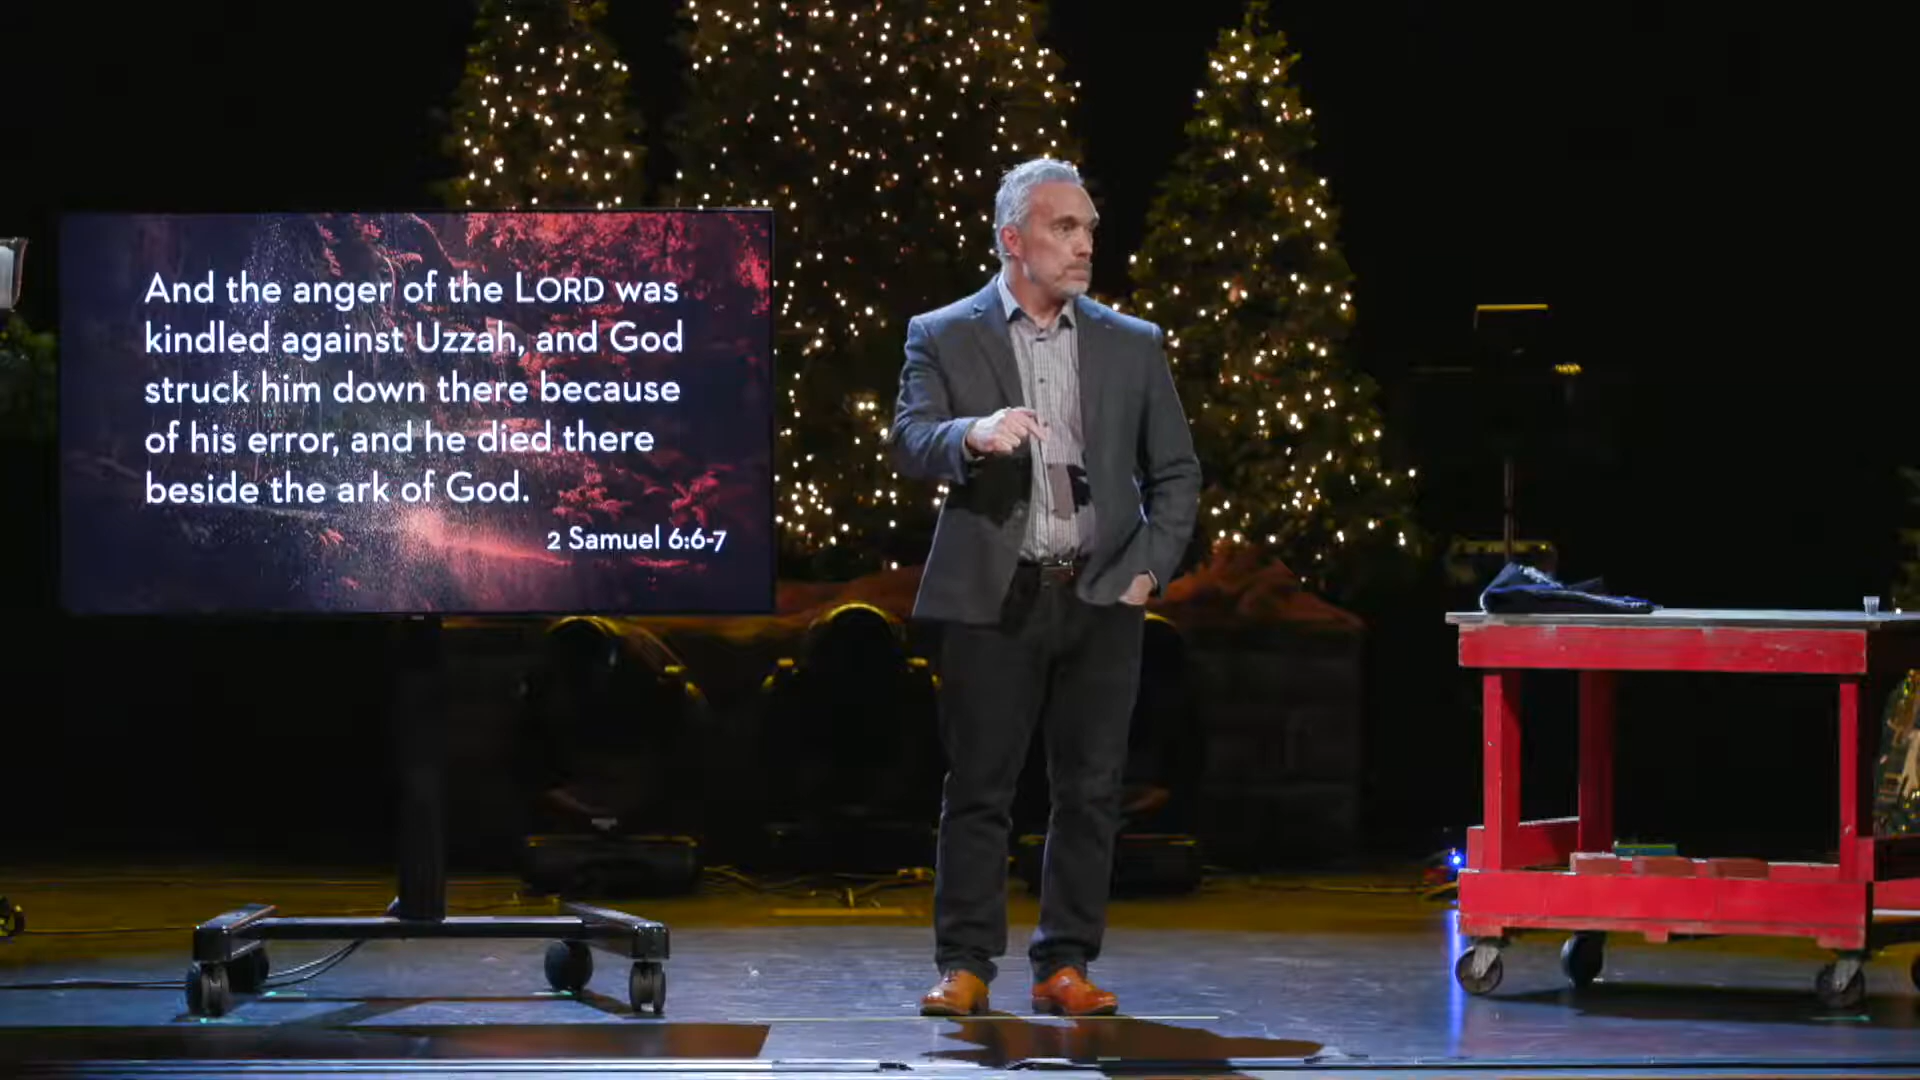 And the anger of the LORD was
kindled against Uzzah, and God
struck him down there because
of his error, and he died there
beside the ark of God.
2 Samuel 6:6-7